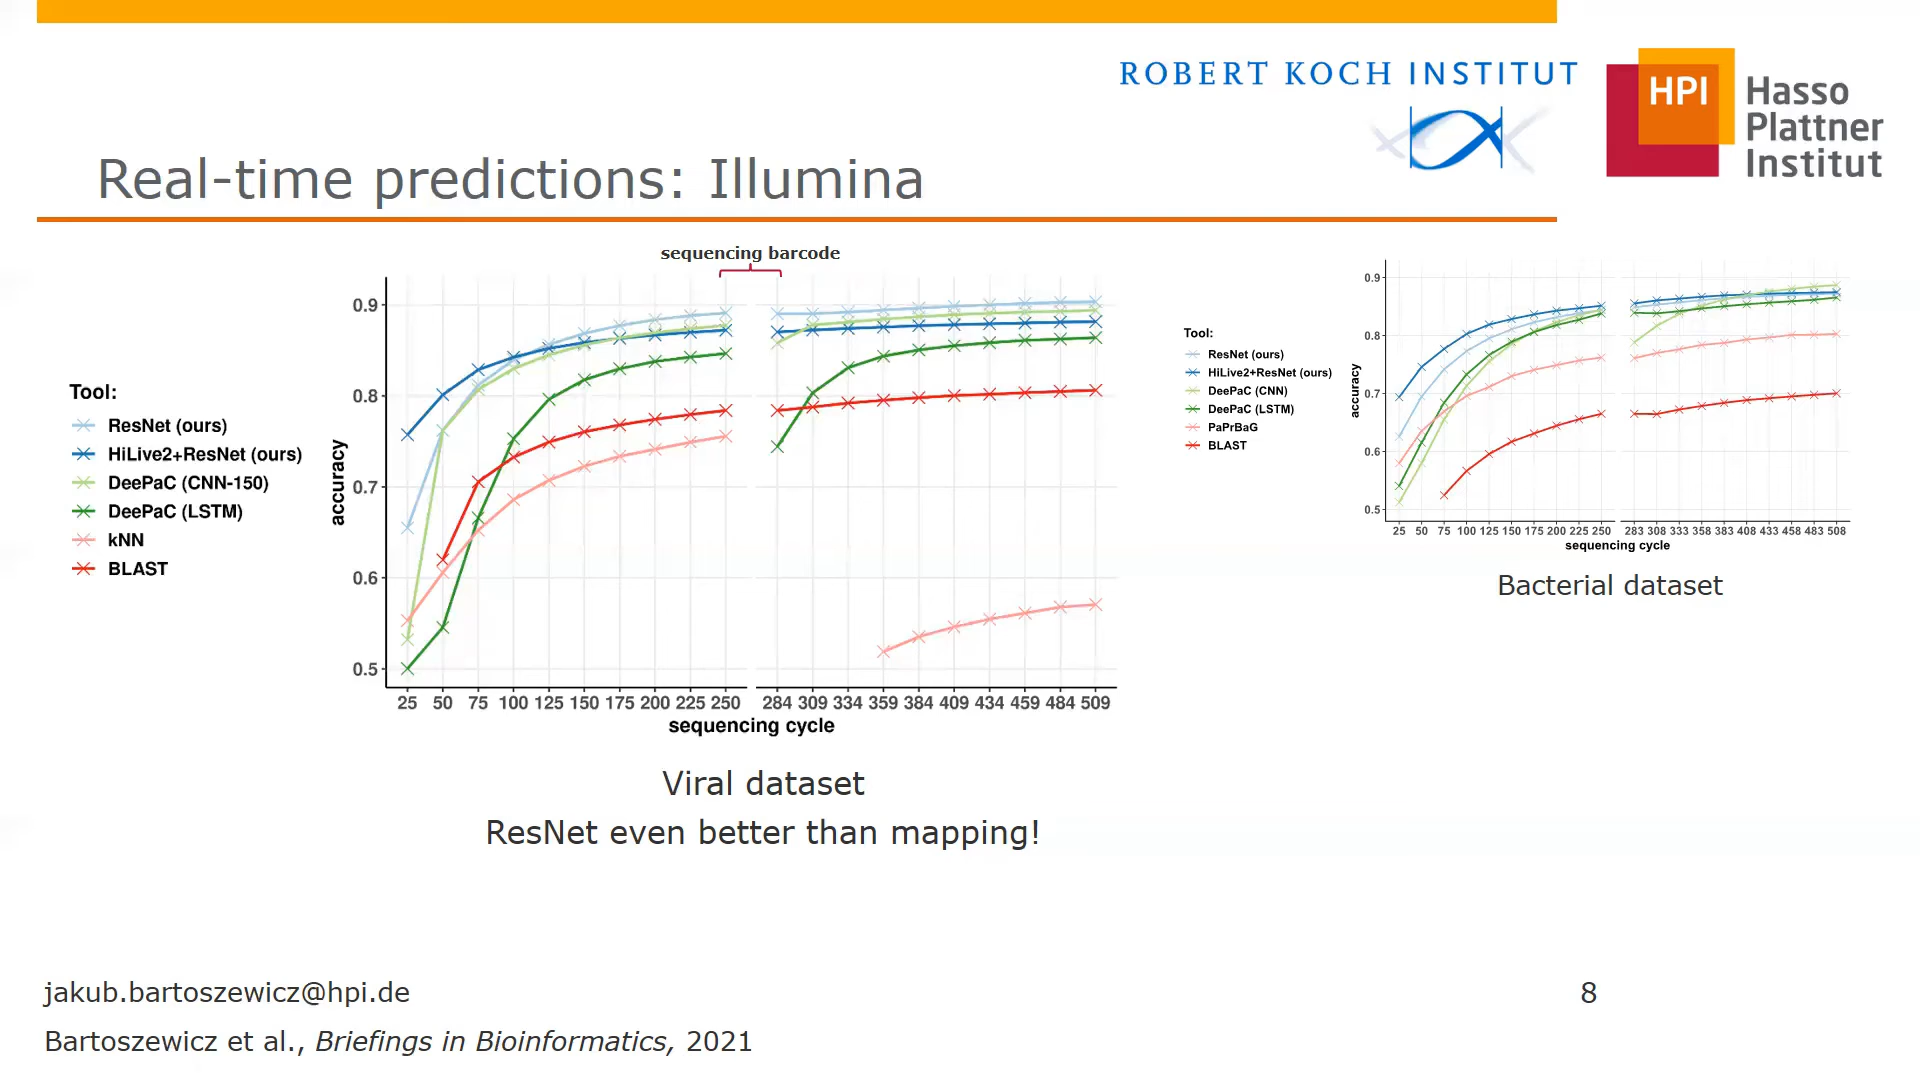 ROBERT KOCH INSTITUT
HPI Hasso
Plattner
Institut
Real-time predictions: Illumina
sequencing barcode
Tool:
ResNet (ours)
HiLive2+ResNet (ours)
DeePaC (CNN-150)
DeePaC (LSTM)
kNN
BLAST
accuracy
0.9
0.8
0.7
0.6
0.5
25 50 75 100 125 150 175 200 225 250 284 309 334 359 384 409 434 459 484 509
sequencing cycle
Viral dataset
ResNet even better than mapping!
Tool:
ResNet (ours)
HiLive2+ResNet (ours)
DeePaC (CNN)
DeePaC (LSTM)
PaPrBaG
BLAST
accuracy
0.9
0.8
0.7
0.6
0.5
25 50 75 100 125 150 175 200 225 250 283 308 333 358 383 408 433 458 483 508
sequencing cycle
Bacterial dataset
jakub.bartoszewicz@hpi.de
8
Bartoszewicz et al., Briefings in Bioinformatics, 2021